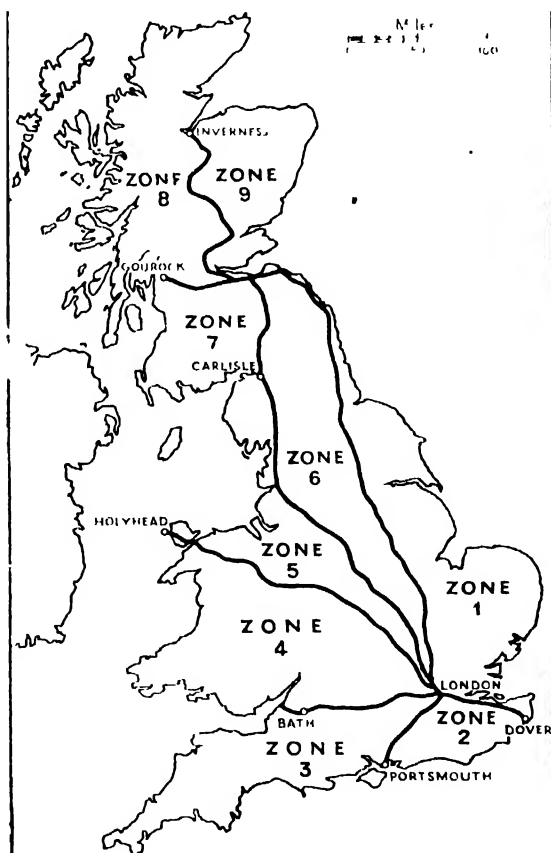 INVERNESS
ZONE
8
ZONE
9
GOUROCK
ZONE
7
CARLISLE
ZONE
6
HOLYHEAD
ZONE
5
ZONE
1
ZONE
4
LONDON
BATH
ZONE
2
DOVER
ZONE
3
PORTSMOUTH